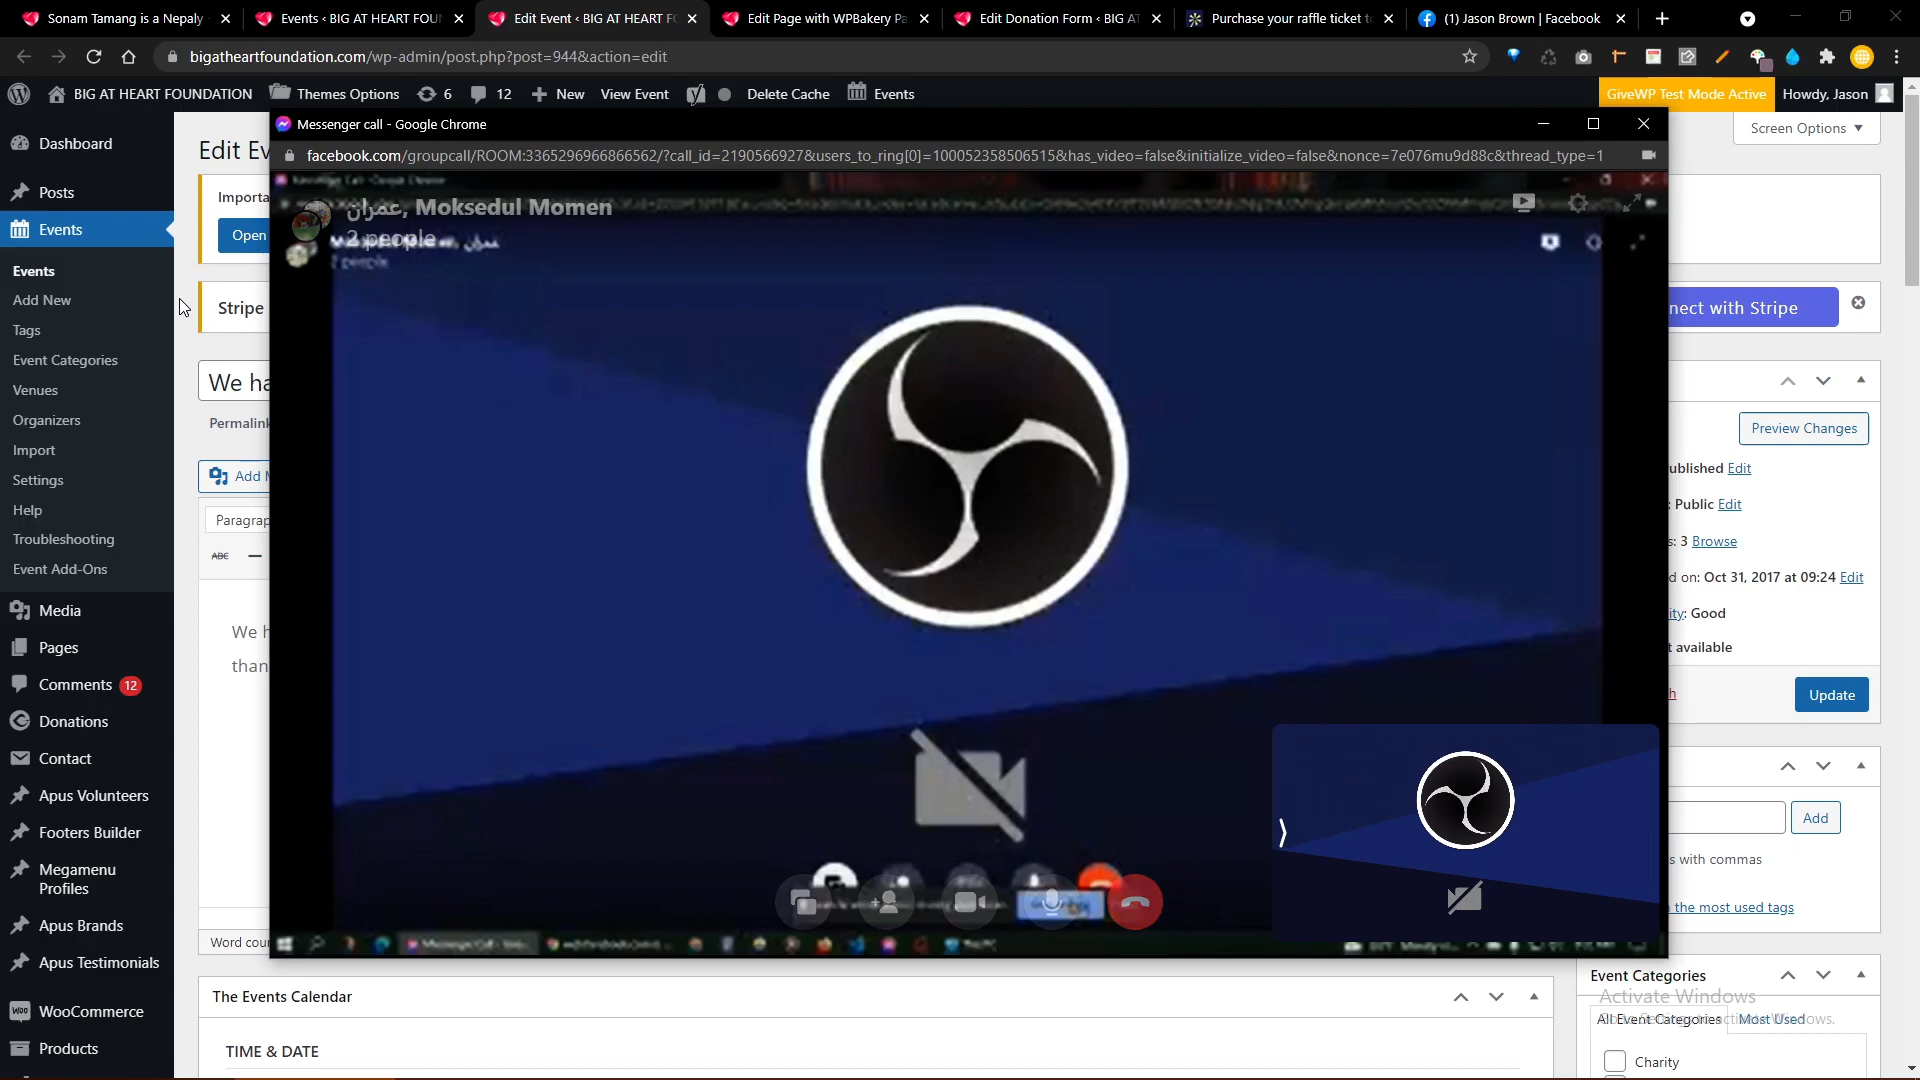 Sonam Tamang is a Nepaly
Events ‹ BIG AT HEART FOU
Edit Event ‹ BIG AT HEART F
Edit Page with WPBakery Pa
Edit Donation Form ‹ BIG AT
Purchase your raffle ticket to
(1) Jason Brown | Facebook
bigatheartfoundation.com/wp-admin/post.php?post=944&action=edit
BIG AT HEART FOUNDATION
Themes Options
6
12
New
View Event
Delete Cache
Events
GiveWP Test Mode Active
Howdy, Jason
Messenger call - Google Chrome
Screen Options
facebook.com/groupcall/ROOM:3365296966866562/?call_id=2190566927&users_to_ring[0]=100052358506515&has_video=false&initialize_video=false&nonce=7e076mu9d88c&thread_type=1
عمران, Moksedul Momen
2 people
Dashboard
Posts
Events
Events
Add New
Tags
Event Categories
Venues
Organizers
Import
Settings
Help
Troubleshooting
Event Add-Ons
Media
Pages
Comments 12
Donations
Contact
Apus Volunteers
Footers Builder
Megamenu
Profiles
Apus Brands
Apus Testimonials
WooCommerce
Products
Edit Ev
Importa
Open
Stripe
nect with Stripe
We ha
Permalink
Add M
Paragrap
ABC
We h
than
Word cou
Preview Changes
ublished Edit
: Public Edit
s: 3 Browse
d on: Oct 31, 2017 at 09:24 Edit
ity: Good
t available
h
Update
Add
s with commas
the most used tags
The Events Calendar
TIME & DATE
Event Categories
Activate Windows
All Event Categories
Most Used
Charity